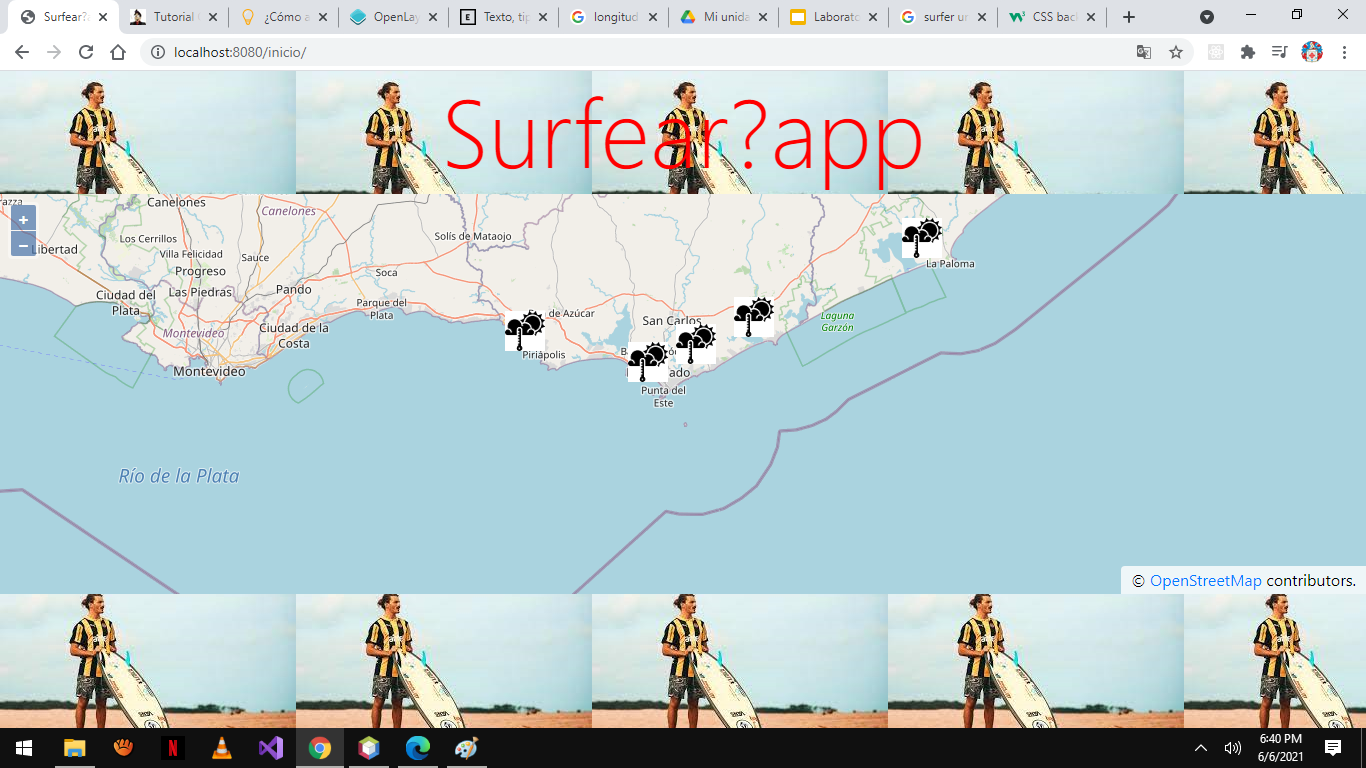 Surfear?a
Tutorial
¿Cómo a
OpenLay
Texto, tip
longitud
Mi unida
Laborato
surfer ur
CSS bac
localhost:8080/inicio/
Surfear?app
+
−
Canelones
Canelones
Solís de Mataojo
Los Cerrillos
Libertad
Villa Felicidad
Sauce
Progreso
Soca
La Paloma
Las Piedras
Pando
Ciudad del
Plata
Parque del
Plata
de Azúcar
San Carlos
Laguna
Garzón
Montevideo
Ciudad de la
Costa
Piriápolis
Montevideo
ado
Punta del
Este
Río de la Plata
© OpenStreetMap contributors.
6:40 PM
6/6/2021